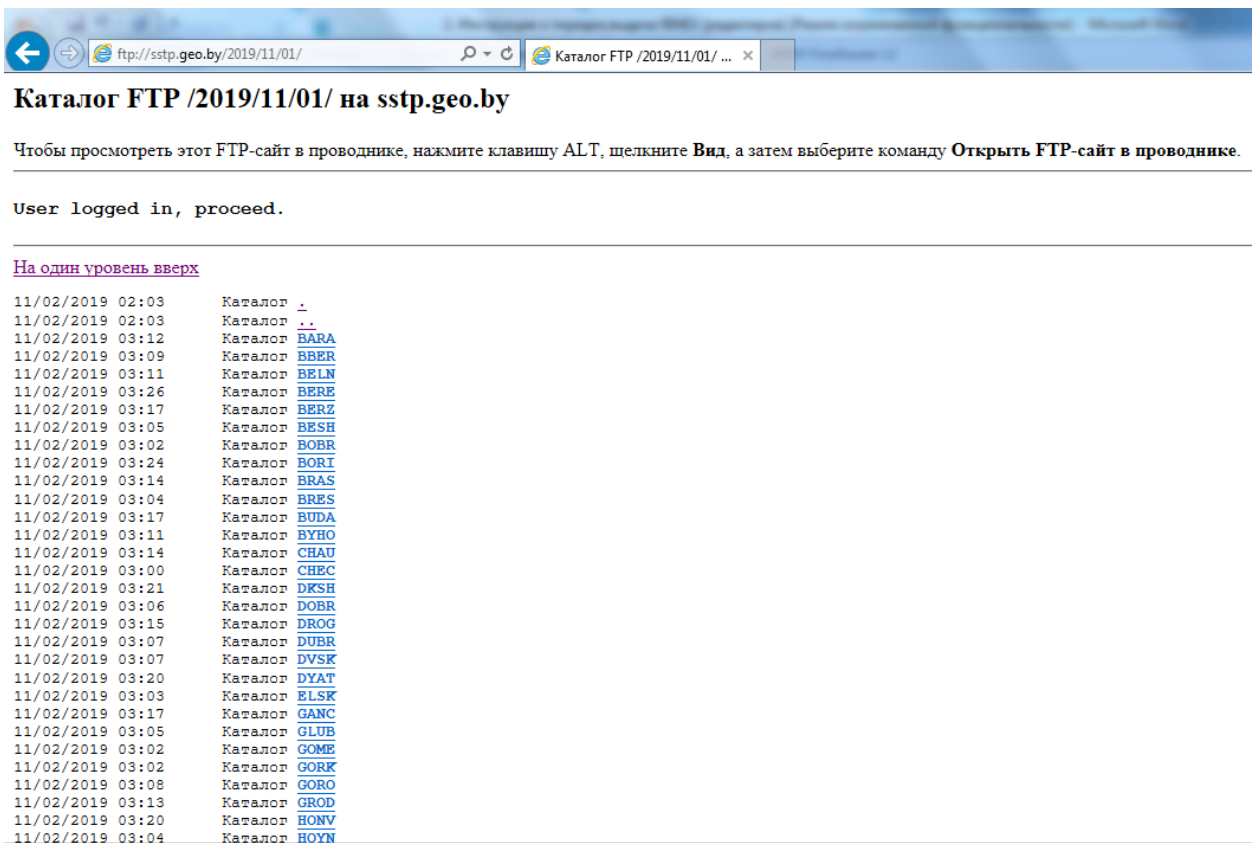 ftp://sstp.geo.by/2019/11/01/
Каталог FTP /2019/11/01/ ...
Каталог FTP /2019/11/01/ на sstp.geo.by
Чтобы просмотреть этот FTP-сайт в проводнике, нажмите клавишу ALT, щелкните Вид, а затем выберите команду Открыть FTP-сайт в проводнике.
User logged in, proceed.
На один уровень вверх
11/02/2019 02:03 Каталог .
11/02/2019 02:03 Каталог ..
11/02/2019 03:12 Каталог BARA
11/02/2019 03:09 Каталог BBER
11/02/2019 03:11 Каталог BELN
11/02/2019 03:26 Каталог BERE
11/02/2019 03:17 Каталог BERZ
11/02/2019 03:05 Каталог BESH
11/02/2019 03:02 Каталог BOBR
11/02/2019 03:24 Каталог BORI
11/02/2019 03:14 Каталог BRAS
11/02/2019 03:04 Каталог BRES
11/02/2019 03:17 Каталог BUDA
11/02/2019 03:11 Каталог BYHO
11/02/2019 03:14 Каталог CHAU
11/02/2019 03:00 Каталог CHEC
11/02/2019 03:21 Каталог DKSH
11/02/2019 03:06 Каталог DOBR
11/02/2019 03:15 Каталог DROG
11/02/2019 03:07 Каталог DUBR
11/02/2019 03:07 Каталог DVSK
11/02/2019 03:20 Каталог DYAT
11/02/2019 03:03 Каталог ELSK
11/02/2019 03:17 Каталог GANC
11/02/2019 03:05 Каталог GLUB
11/02/2019 03:02 Каталог GOME
11/02/2019 03:02 Каталог GORK
11/02/2019 03:08 Каталог GORO
11/02/2019 03:13 Каталог GROD
11/02/2019 03:20 Каталог HONV
11/02/2019 03:04 Каталог HOYN